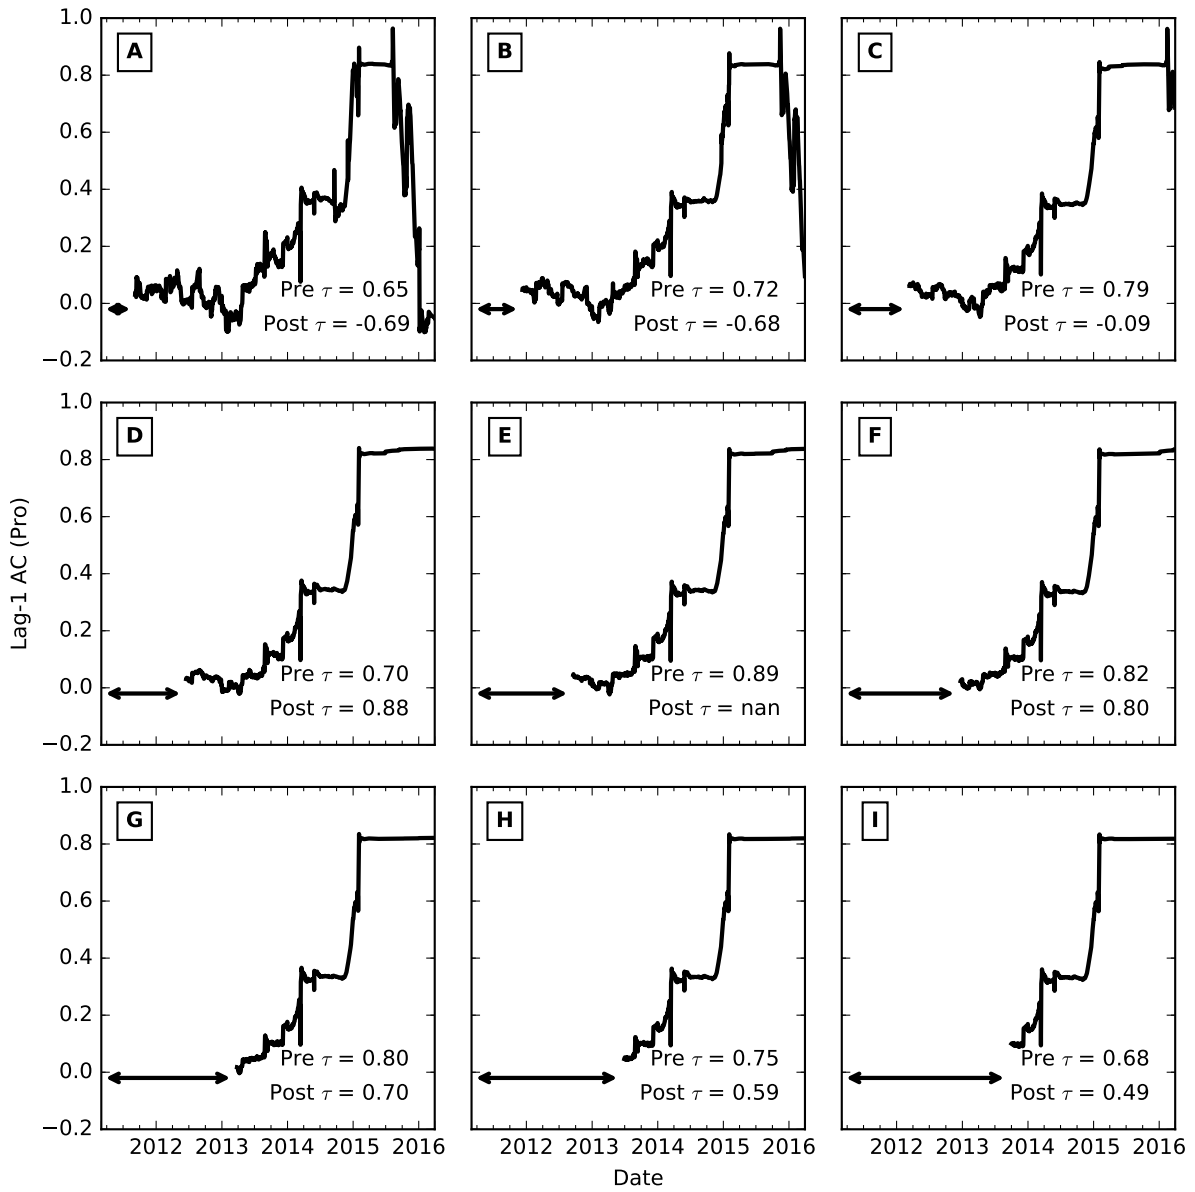 1.0
0.8
0.6
0.4
0.2
0.0
−0.2
A
Pre τ = 0.65
Post τ = -0.69
B
Pre τ = 0.72
Post τ = -0.68
C
Pre τ = 0.79
Post τ = -0.09
Lag-1 AC (Pro)
1.0
0.8
0.6
0.4
0.2
0.0
−0.2
D
Pre τ = 0.70
Post τ = 0.88
E
Pre τ = 0.89
Post τ = nan
F
Pre τ = 0.82
Post τ = 0.80
1.0
0.8
0.6
0.4
0.2
0.0
−0.2
G
Pre τ = 0.80
Post τ = 0.70
H
Pre τ = 0.75
Post τ = 0.59
I
Pre τ = 0.68
Post τ = 0.49
2012 2013 2014 2015 2016
2012 2013 2014 2015 2016
2012 2013 2014 2015 2016
Date